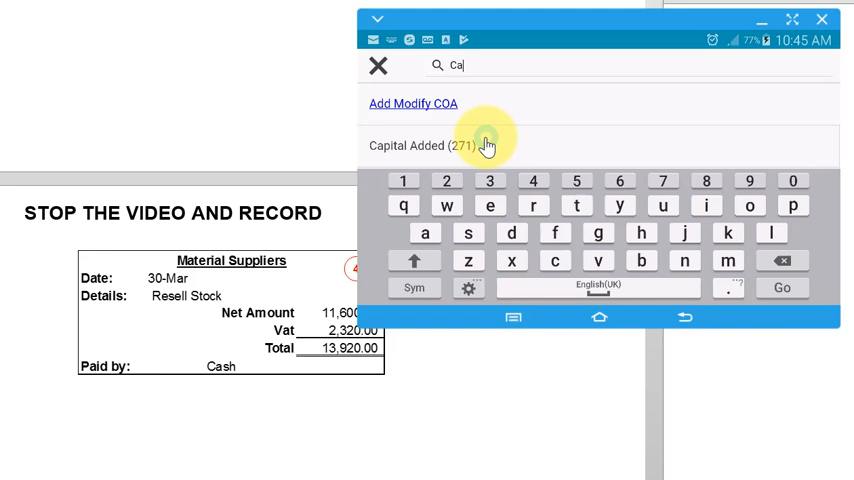 77% 10:45 AM
Ca
Add Modify COA
Capital Added (271)
1 2 3 4 5 6 7 8 9 0
q w e r t y u i o p
a s d f g h j k l
z x c v b n m
Sym English(UK) . ...? Go
STOP THE VIDEO AND RECORD
Material Suppliers 4
Date: 30-Mar
Details: Resell Stock
Net Amount 11,600
Vat 2,320.00
Total 13,920.00
Paid by: Cash